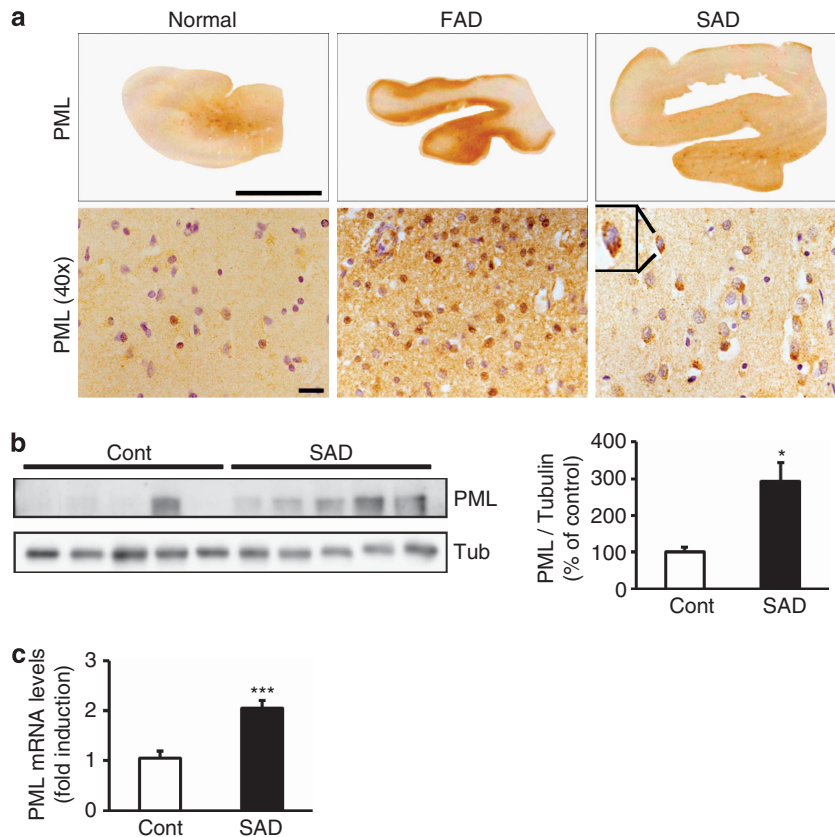 a
Normal
FAD
SAD
PML
PML (40x)
b
Cont
SAD
PML
Tub
PML / Tubulin
(% of control)
400
300
200
100
0
*
Cont
SAD
c
PML mRNA levels
(fold induction)
3
2
1
0
***
Cont
SAD